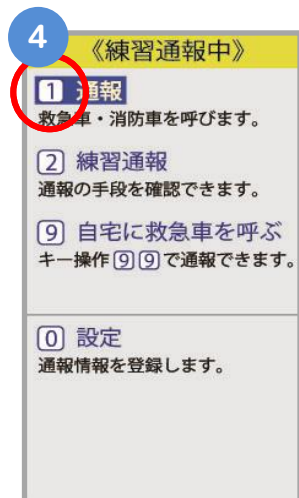 4
《練習通報中》
1 通報
救急車・消防車を呼びます。
2 練習通報
通報の手段を確認できます。
9 自宅に救急車を呼ぶ
キー操作99で通報できます。
0 設定
通報情報を登録します。